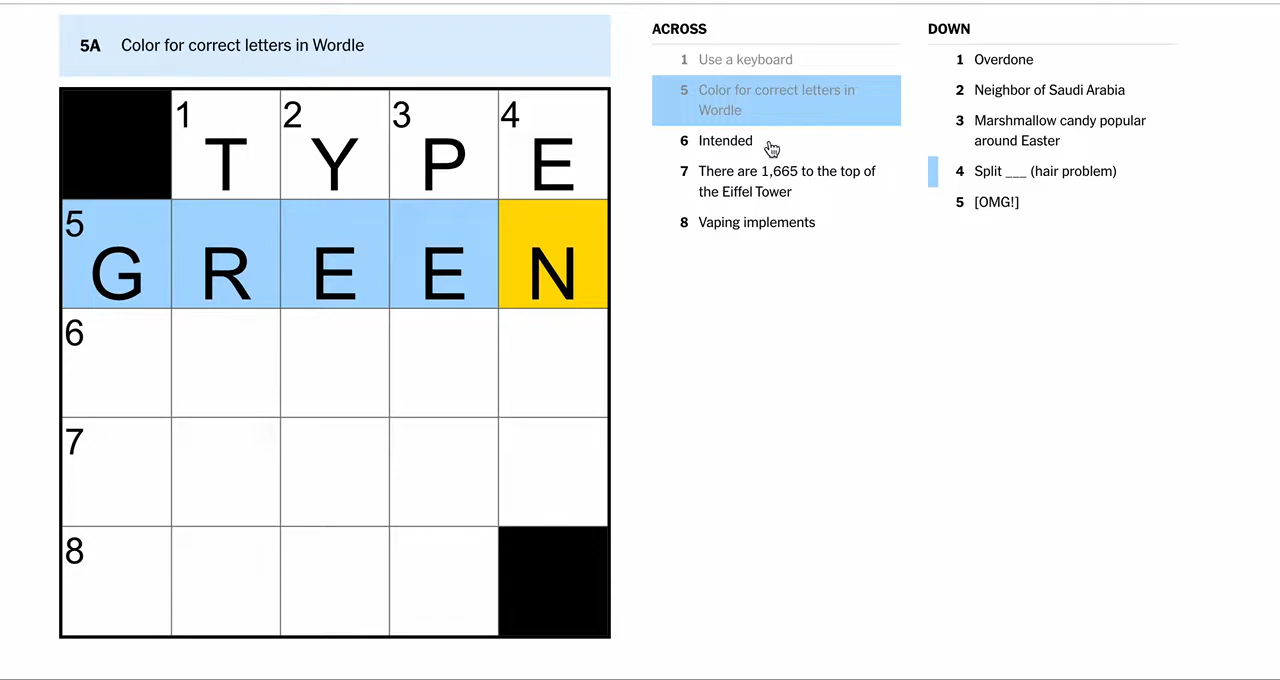 5A Color for correct letters in Wordle
1 T 2 Y 3 P 4 E
5 G R E E N
6
7
8
ACROSS
1 Use a keyboard
5 Color for correct letters in
Wordle
6 Intended
7 There are 1,665 to the top of
the Eiffel Tower
8 Vaping implements
DOWN
1 Overdone
2 Neighbor of Saudi Arabia
3 Marshmallow candy popular
around Easter
4 Split ___ (hair problem)
5 [OMG!]